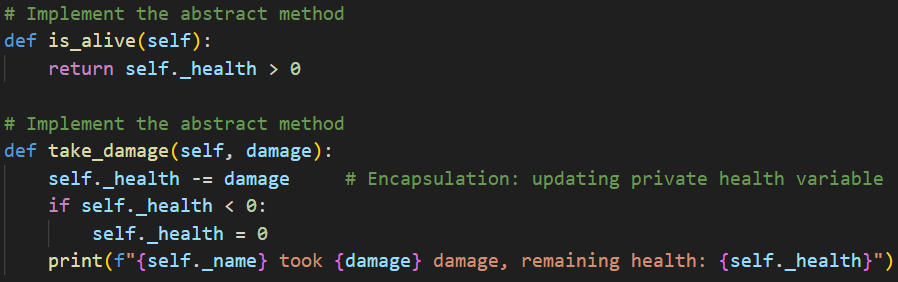 # Implement the abstract method
def is_alive(self):
    return self._health > 0

# Implement the abstract method
def take_damage(self, damage):
    self._health -= damage     # Encapsulation: updating private health variable
    if self._health < 0:
        self._health = 0
    print(f"{self._name} took {damage} damage, remaining health: {self._health}")